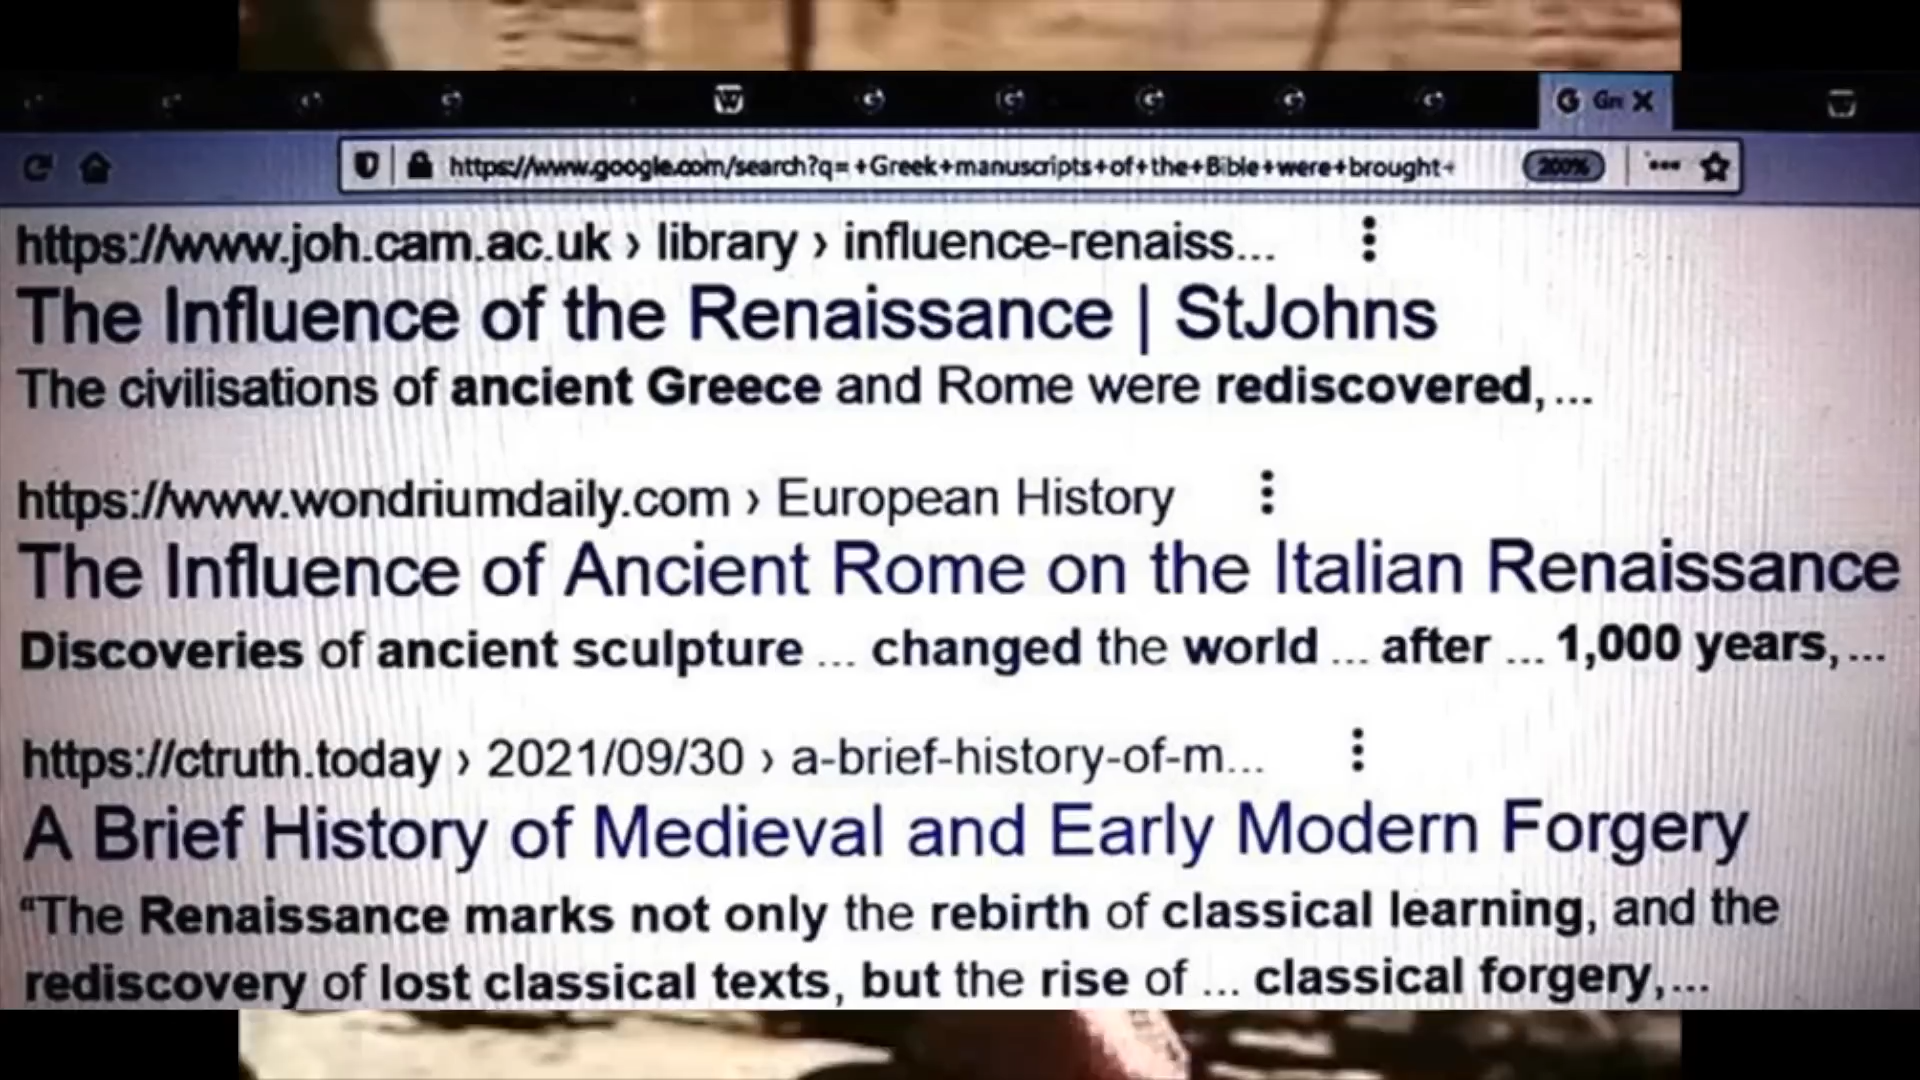 Gr
https://www.google.com/search?q=+Greek+manuscripts+of+the+Bible+were+brought+
200%
https://www.joh.cam.ac.uk › library › influence-renaiss...
The Influence of the Renaissance | StJohns
The civilisations of ancient Greece and Rome were rediscovered, ...
https://www.wondriumdaily.com › European History
The Influence of Ancient Rome on the Italian Renaissance
Discoveries of ancient sculpture ... changed the world ... after ... 1,000 years, ...
https://ctruth.today › 2021/09/30 › a-brief-history-of-m...
A Brief History of Medieval and Early Modern Forgery
“The Renaissance marks not only the rebirth of classical learning, and the
rediscovery of lost classical texts, but the rise of ... classical forgery, ...